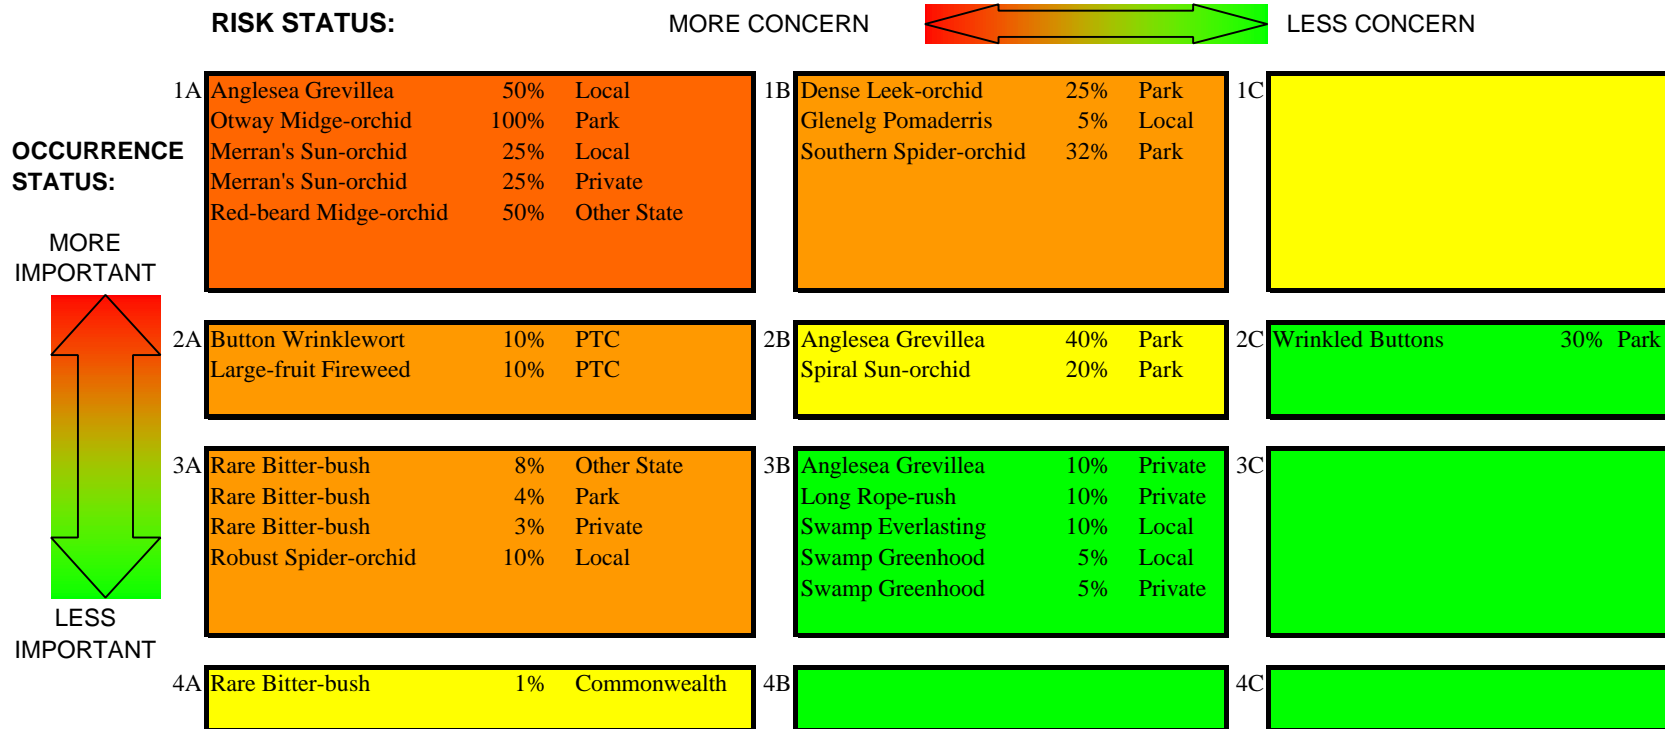 RISK STATUS: MORE CONCERN LESS CONCERN
1A Anglesea Grevillea 50% Local
Otway Midge-orchid 100% Park
Merran's Sun-orchid 25% Local
Merran's Sun-orchid 25% Private
Red-beard Midge-orchid 50% Other State
1B Dense Leek-orchid 25% Park
Glenelg Pomaderris 5% Local
Southern Spider-orchid 32% Park
1C
OCCURRENCE
STATUS:
MORE
IMPORTANT
2A Button Wrinklewort 10% PTC
Large-fruit Fireweed 10% PTC
2B Anglesea Grevillea 40% Park
Spiral Sun-orchid 20% Park
2C Wrinkled Buttons 30% Park
3A Rare Bitter-bush 8% Other State
Rare Bitter-bush 4% Park
Rare Bitter-bush 3% Private
Robust Spider-orchid 10% Local
3B Anglesea Grevillea 10% Private
Long Rope-rush 10% Private
Swamp Everlasting 10% Local
Swamp Greenhood 5% Local
Swamp Greenhood 5% Private
3C
LESS
IMPORTANT
4A Rare Bitter-bush 1% Commonwealth
4B
4C